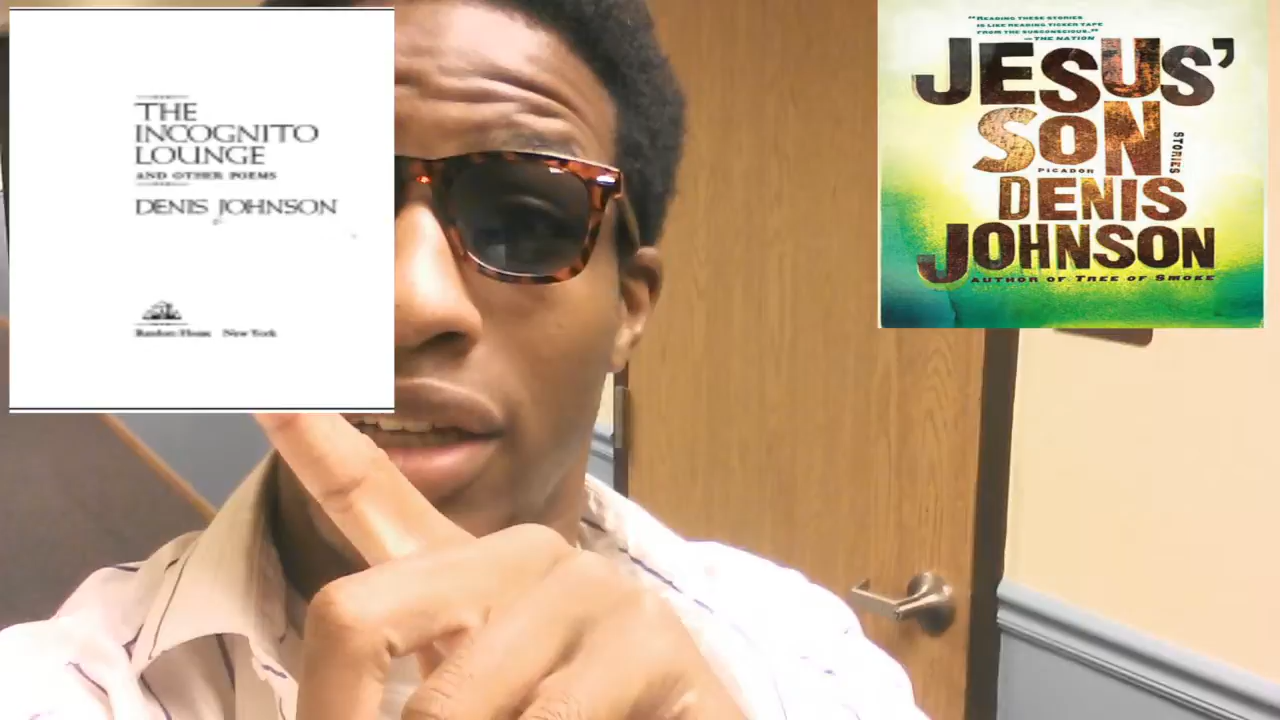 THE
INCOGNITO
LOUNGE
AND OTHER POEMS
DENIS JOHNSON
Random House New York
"READING THESE STORIES
IS LIKE READING TICKER TAPE
FROM THE SUBCONSCIOUS."
—THE NATION
JESUS'
SON
STORIES
PICADOR
DENIS
JOHNSON
AUTHOR OF TREE OF SMOKE